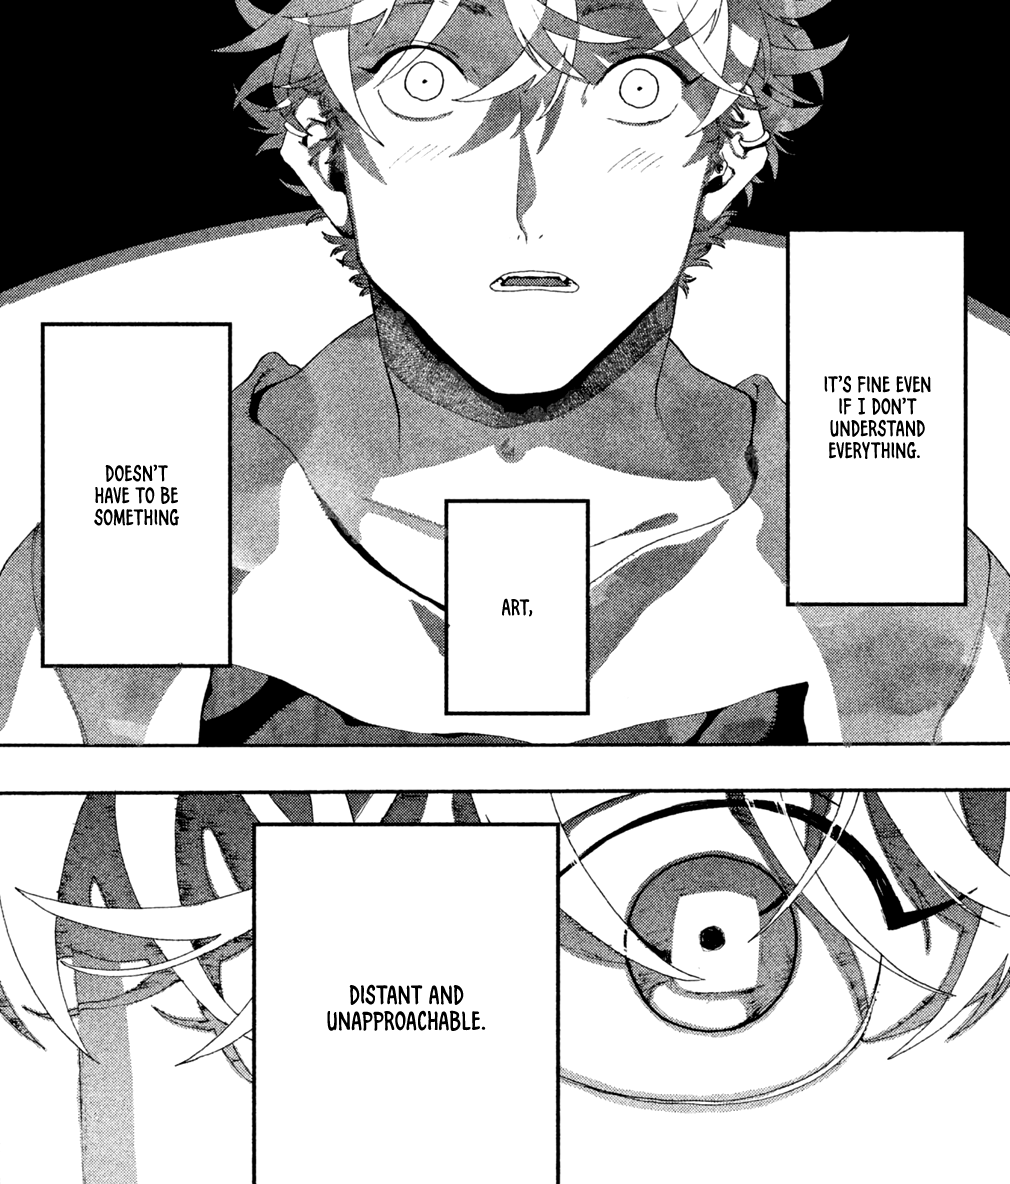 IT'S FINE EVEN
IF I DON'T
UNDERSTAND
EVERYTHING.
ART,
DOESN'T
HAVE TO BE
SOMETHING
DISTANT AND
UNAPPROACHABLE.